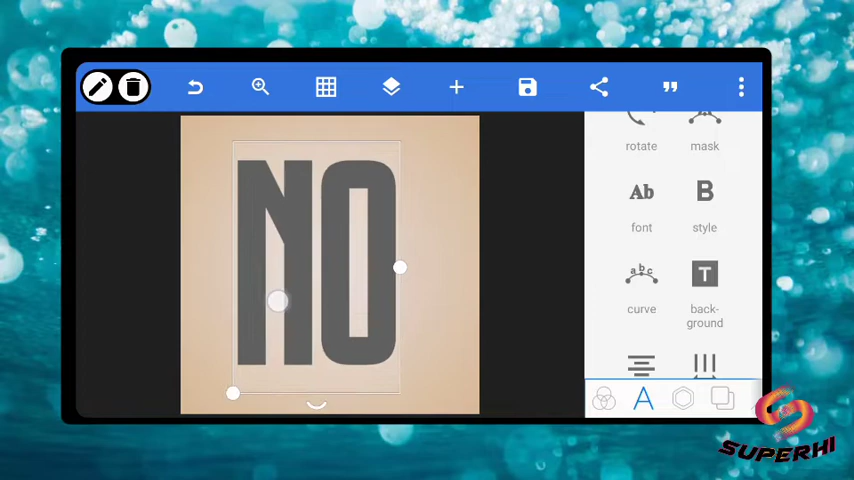 NO
rotate mask
Ab B
font style
abc T
curve back-
ground
A
SUPERHI